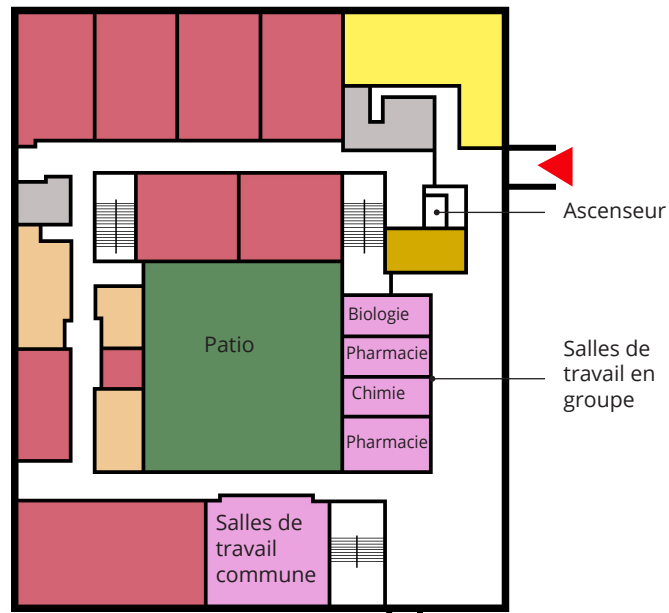 Ascenseur
Biologie
Patio
Pharmacie
Salles de
travail en
groupe
Chimie
Pharmacie
Salles de
travail
commune